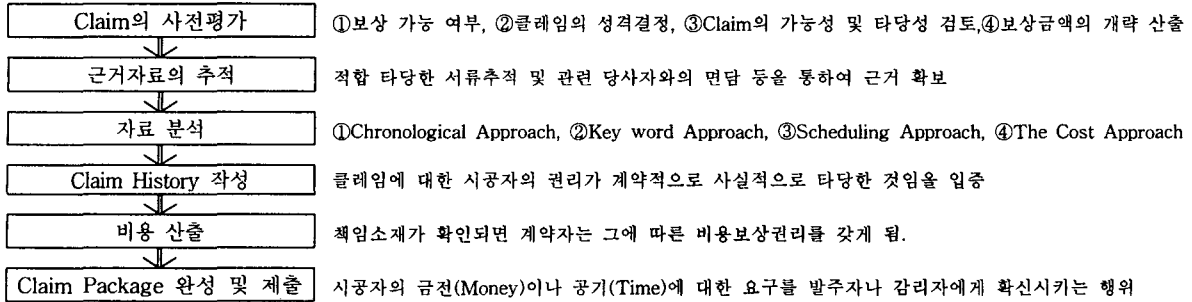 Claim의 사전평가 ①보상 가능 여부, ②클레임의 성격결정, ③Claim의 가능성 및 타당성 검토,④보상금액의 개략 산출
근거자료의 추적 적합 타당한 서류추적 및 관련 당사자와의 면담 등을 통하여 근거 확보
자료 분석 ①Chronological Approach, ②Key word Approach, ③Scheduling Approach, ④The Cost Approach
Claim History 작성 클레임에 대한 시공자의 권리가 계약적으로 사실적으로 타당한 것임을 입증
비용 산출 책임소재가 확인되면 계약자는 그에 따른 비용보상권리를 갖게 됨.
Claim Package 완성 및 제출 시공자의 금전(Money)이나 공기(Time)에 대한 요구를 발주자나 감리자에게 확신시키는 행위